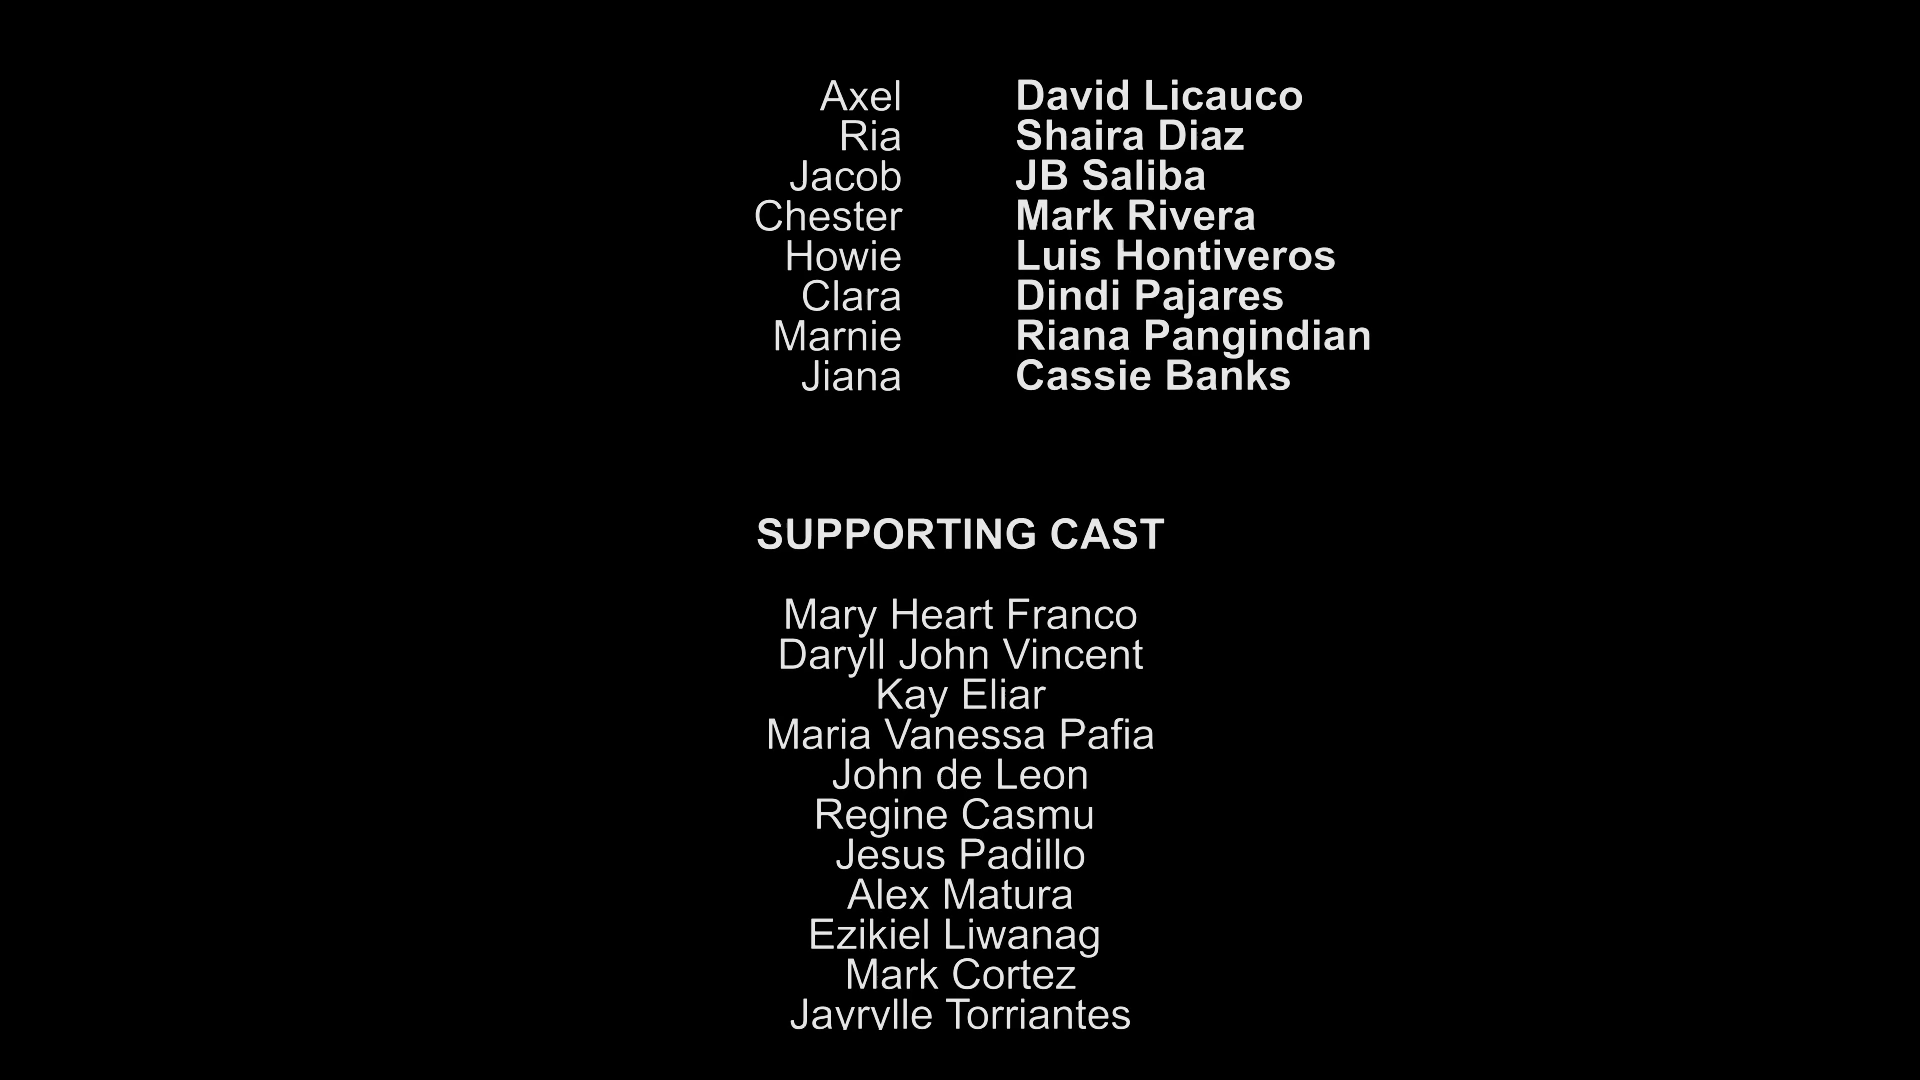 Axel David Licauco
Ria Shaira Diaz
Jacob JB Saliba
Chester Mark Rivera
Howie Luis Hontiveros
Clara Dindi Pajares
Marnie Riana Pangindian
Jiana Cassie Banks
SUPPORTING CAST
Mary Heart Franco
Daryll John Vincent
Kay Eliar
Maria Vanessa Pafia
John de Leon
Regine Casmu
Jesus Padillo
Alex Matura
Ezikiel Liwanag
Mark Cortez
Jayrylle Torriantes